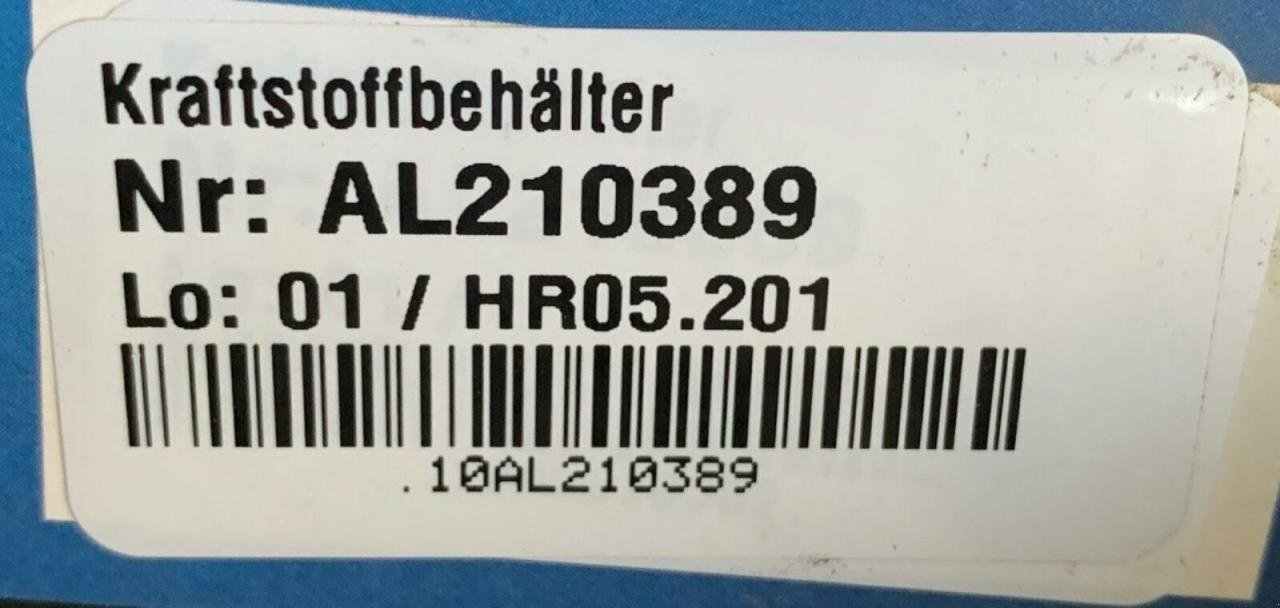 Kraftstoffbehälter
Nr: AL210389
Lo: 01 / HR05.201
.10AL210389